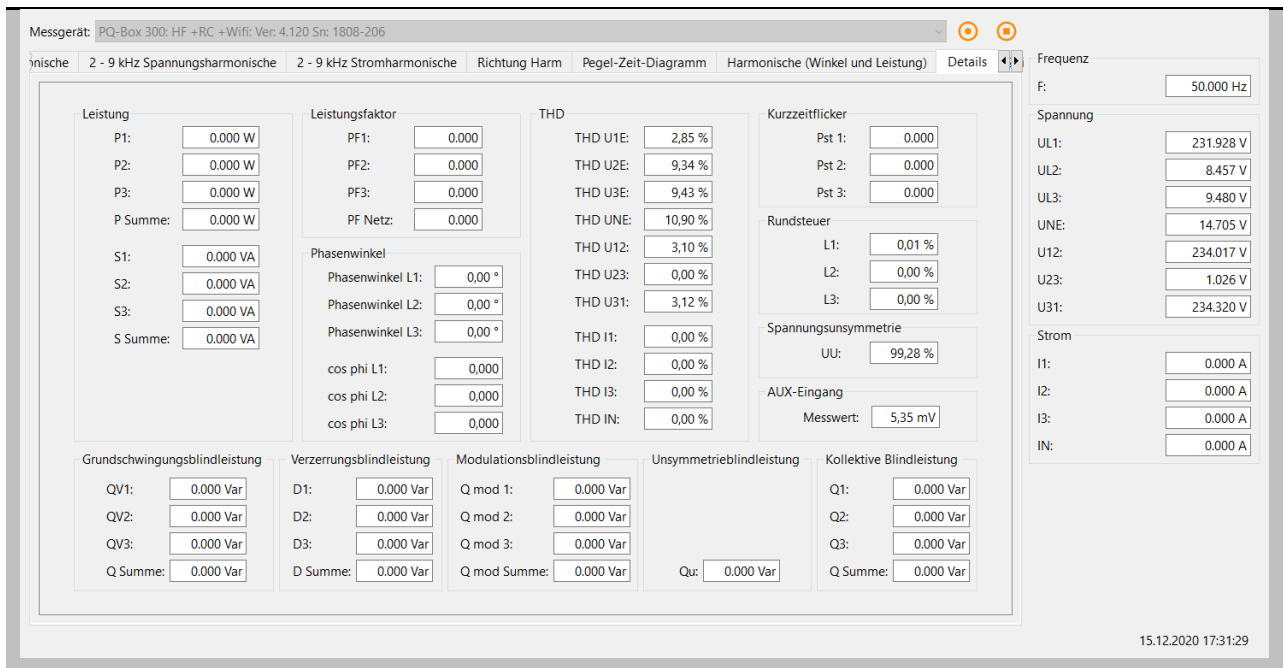 Messgerät: PQ-Box 300: HF +RC +Wifi: Ver: 4.120 Sn: 1808-206
2 - 9 kHz Spannungsharmonische 2 - 9 kHz Stromharmonische Richtung Harm Pegel-Zeit-Diagramm Harmonische (Winkel und Leistung) Details
Leistung
P1: 0.000 W
P2: 0.000 W
P3: 0.000 W
P Summe: 0.000 W
S1: 0.000 VA
S2: 0.000 VA
S3: 0.000 VA
S Summe: 0.000 VA
Leistungsfaktor
PF1: 0.000
PF2: 0.000
PF3: 0.000
PF Netz: 0.000
Phasenwinkel
Phasenwinkel L1: 0,00 °
Phasenwinkel L2: 0,00 °
Phasenwinkel L3: 0,00 °
cos phi L1: 0,000
cos phi L2: 0,000
cos phi L3: 0,000
THD
THD U1E: 2,85 %
THD U2E: 9,34 %
THD U3E: 9,43 %
THD UNE: 10,90 %
THD U12: 3,10 %
THD U23: 0,00 %
THD U31: 3,12 %
THD I1: 0,00 %
THD I2: 0,00 %
THD I3: 0,00 %
THD IN: 0,00 %
Kurzzeitflicker
Pst 1: 0.000
Pst 2: 0.000
Pst 3: 0.000
Rundsteuer
L1: 0,01 %
L2: 0,00 %
L3: 0,00 %
Spannungsunsymmetrie
UU: 99,28 %
AUX-Eingang
Messwert: 5,35 mV
Grundschwingungsblindleistung
QV1: 0.000 Var
QV2: 0.000 Var
QV3: 0.000 Var
Q Summe: 0.000 Var
Verzerrungsblindleistung
D1: 0.000 Var
D2: 0.000 Var
D3: 0.000 Var
D Summe: 0.000 Var
Modulationsblindleistung
Q mod 1: 0.000 Var
Q mod 2: 0.000 Var
Q mod 3: 0.000 Var
Q mod Summe: 0.000 Var
Unsymmetrieblindleistung
Qu: 0.000 Var
Kollektive Blindleistung
Q1: 0.000 Var
Q2: 0.000 Var
Q3: 0.000 Var
Q Summe: 0.000 Var
Frequenz
F: 50.000 Hz
Spannung
UL1: 231.928 V
UL2: 8.457 V
UL3: 9.480 V
UNE: 14.705 V
U12: 234.017 V
U23: 1.026 V
U31: 234.320 V
Strom
I1: 0.000 A
I2: 0.000 A
I3: 0.000 A
IN: 0.000 A
15.12.2020 17:31:29